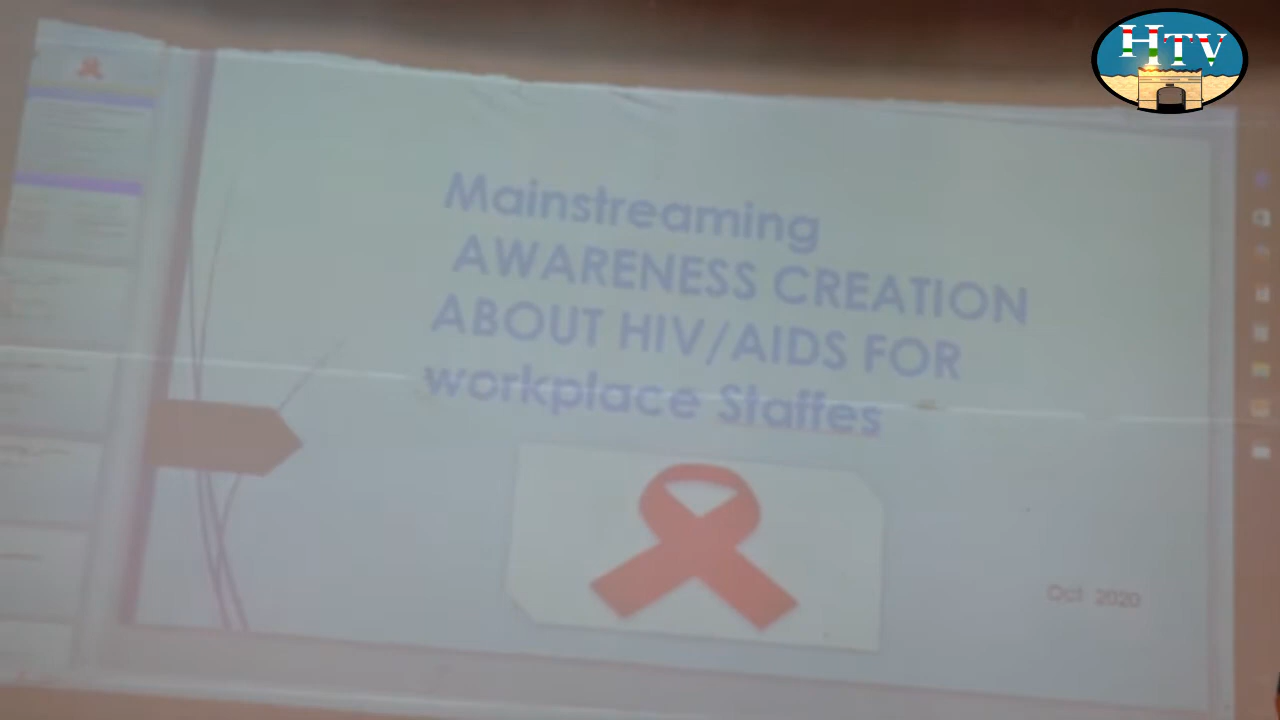 HTV
Mainstreaming
AWARENESS CREATION
ABOUT HIV/AIDS FOR
workplace Staffes
Oct 2020